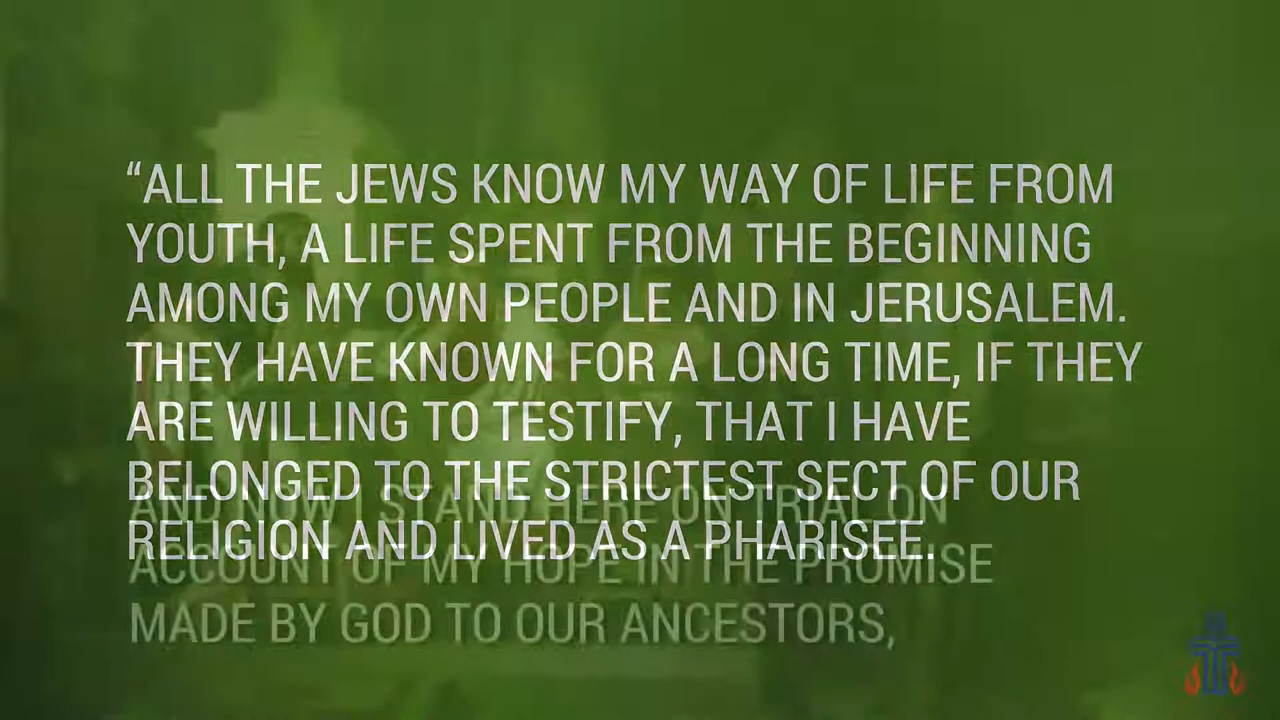 “ALL THE JEWS KNOW MY WAY OF LIFE FROM
YOUTH, A LIFE SPENT FROM THE BEGINNING
AMONG MY OWN PEOPLE AND IN JERUSALEM.
THEY HAVE KNOWN FOR A LONG TIME, IF THEY
ARE WILLING TO TESTIFY, THAT I HAVE
BELONGED TO THE STRICTEST SECT OF OUR
RELIGION AND LIVED AS A PHARISEE.
AND NOW I STAND HERE ON TRIAL ON
ACCOUNT OF MY HOPE IN THE PROMISE
MADE BY GOD TO OUR ANCESTORS,